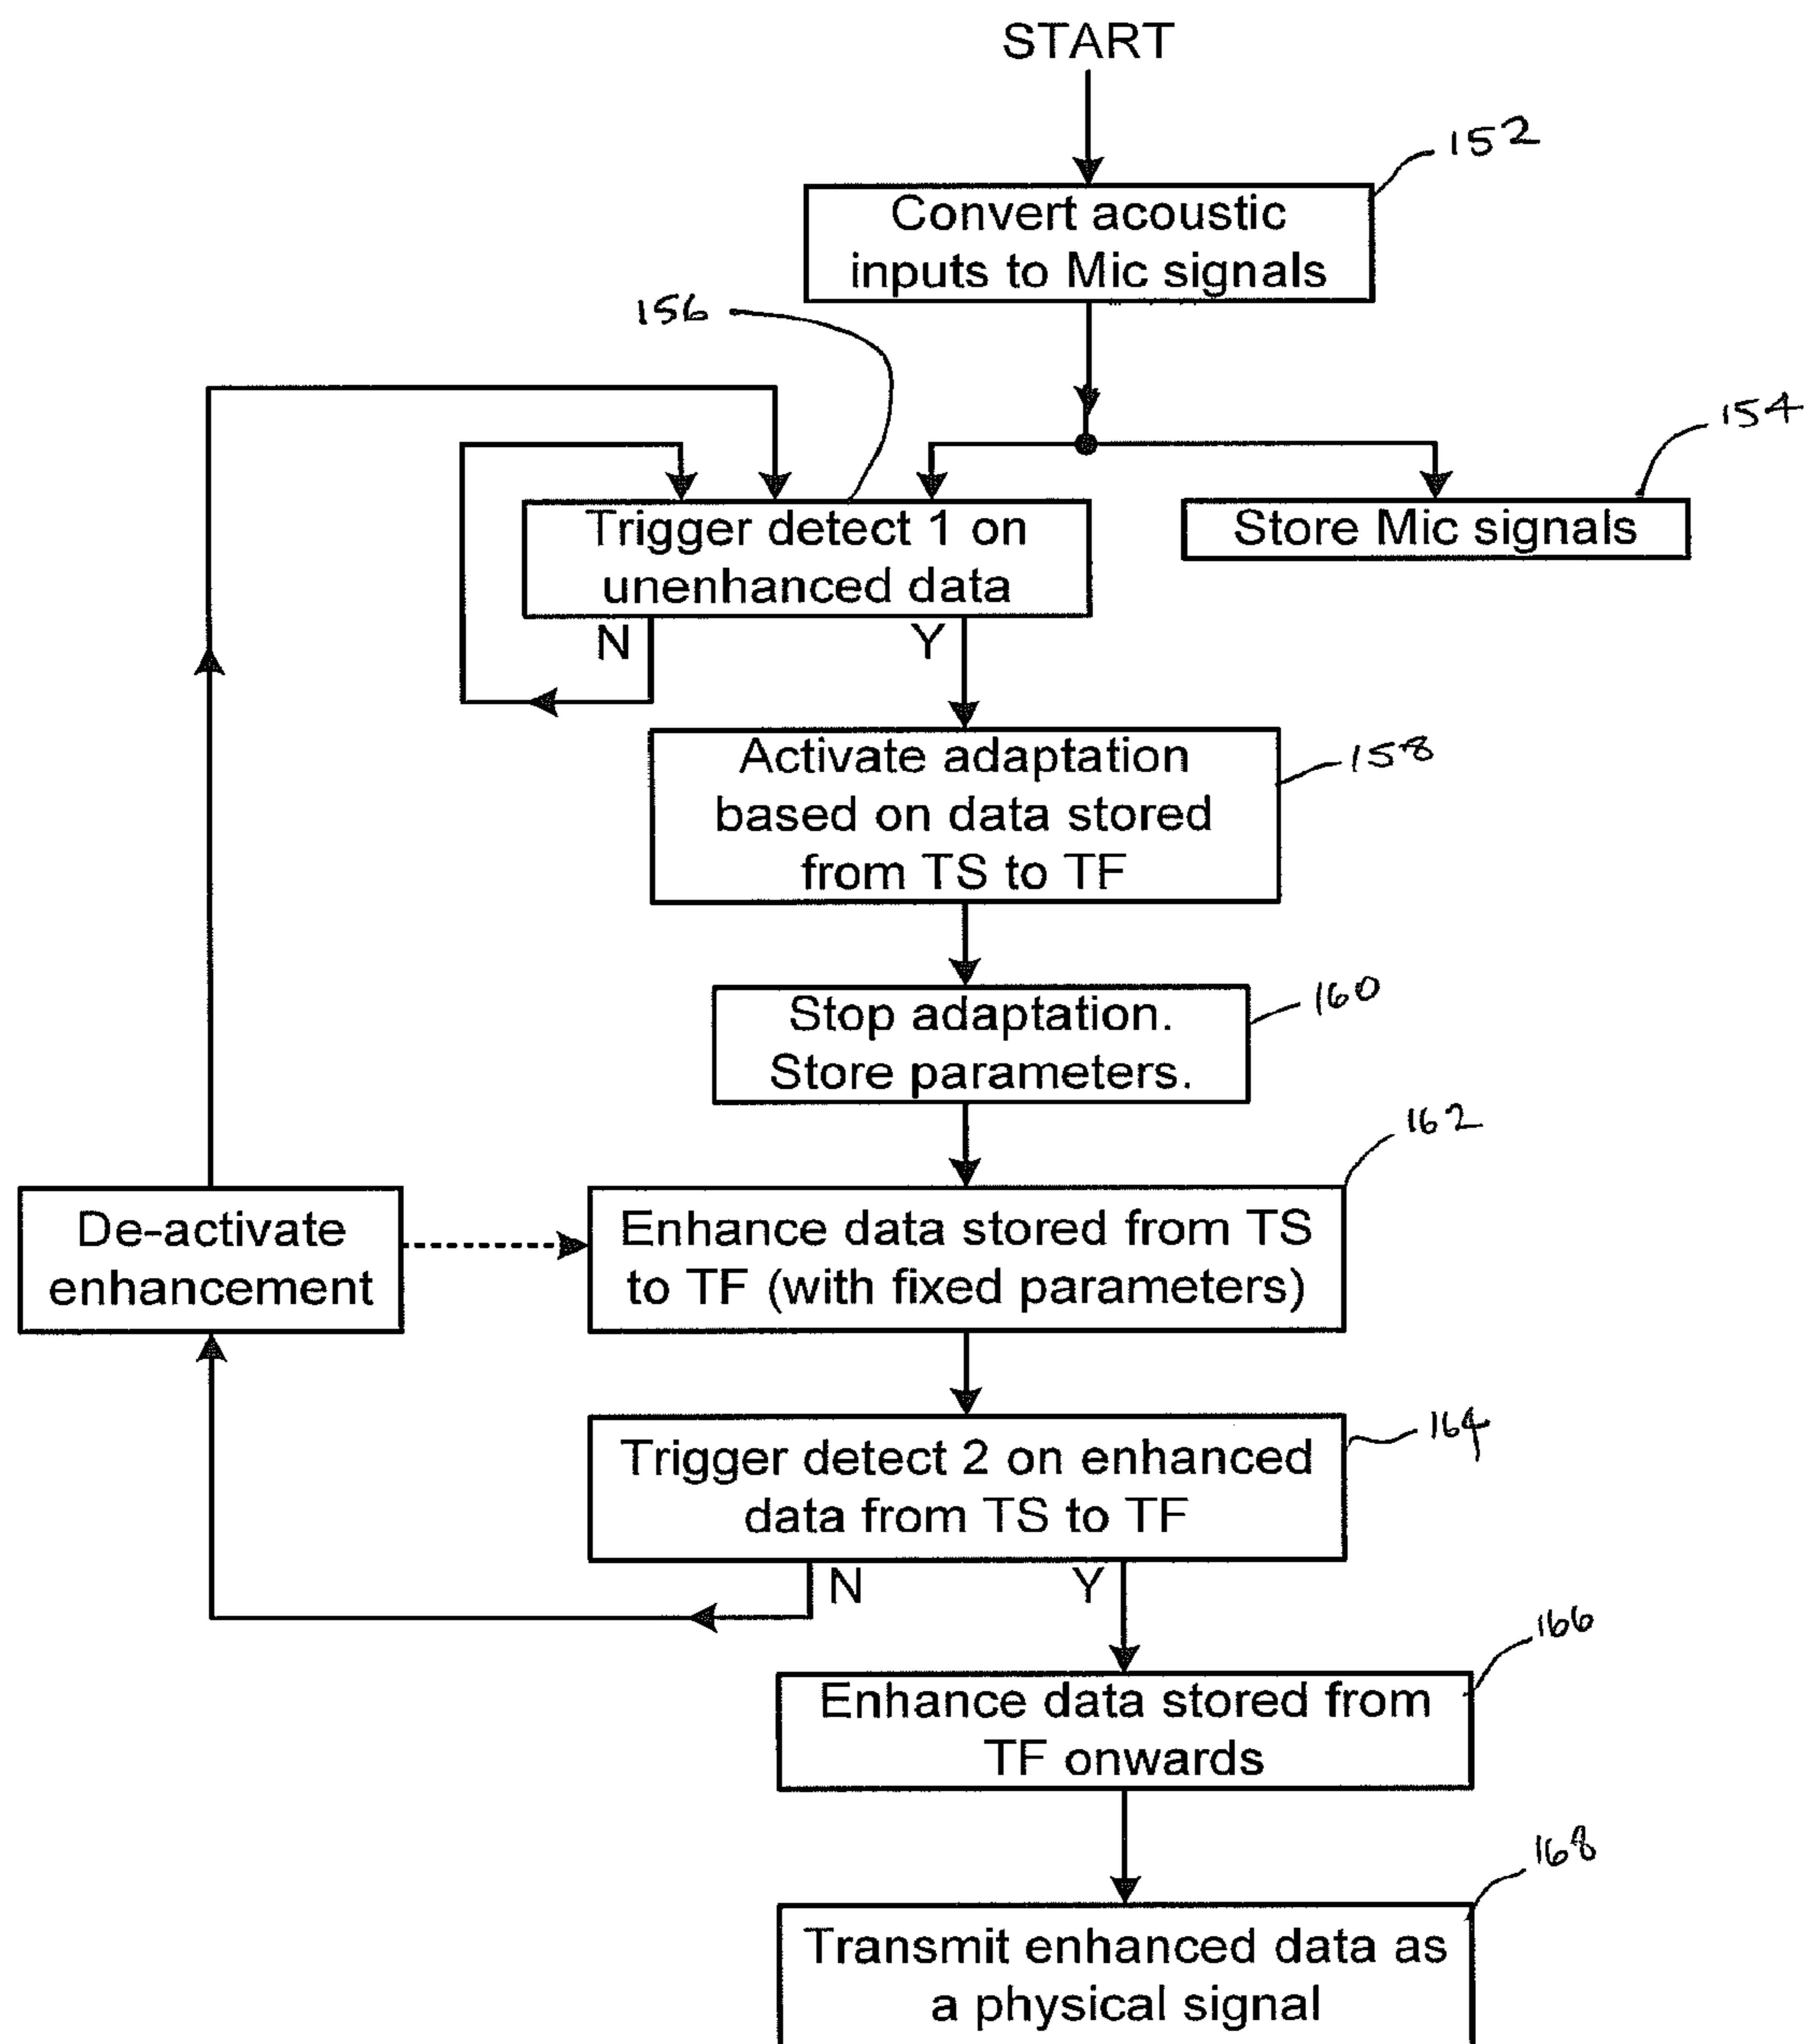 START
152
Convert acoustic
inputs to Mic signals
156
154
Trigger detect 1 on
unenhanced data
Store Mic signals
N
Y
Activate adaptation
based on data stored
from TS to TF
158
Stop adaptation.
Store parameters.
160
162
De-activate
enhancement
Enhance data stored from TS
to TF (with fixed parameters)
Trigger detect 2 on enhanced
data from TS to TF
164
N
Y
166
Enhance data stored from
TF onwards
168
Transmit enhanced data as
a physical signal